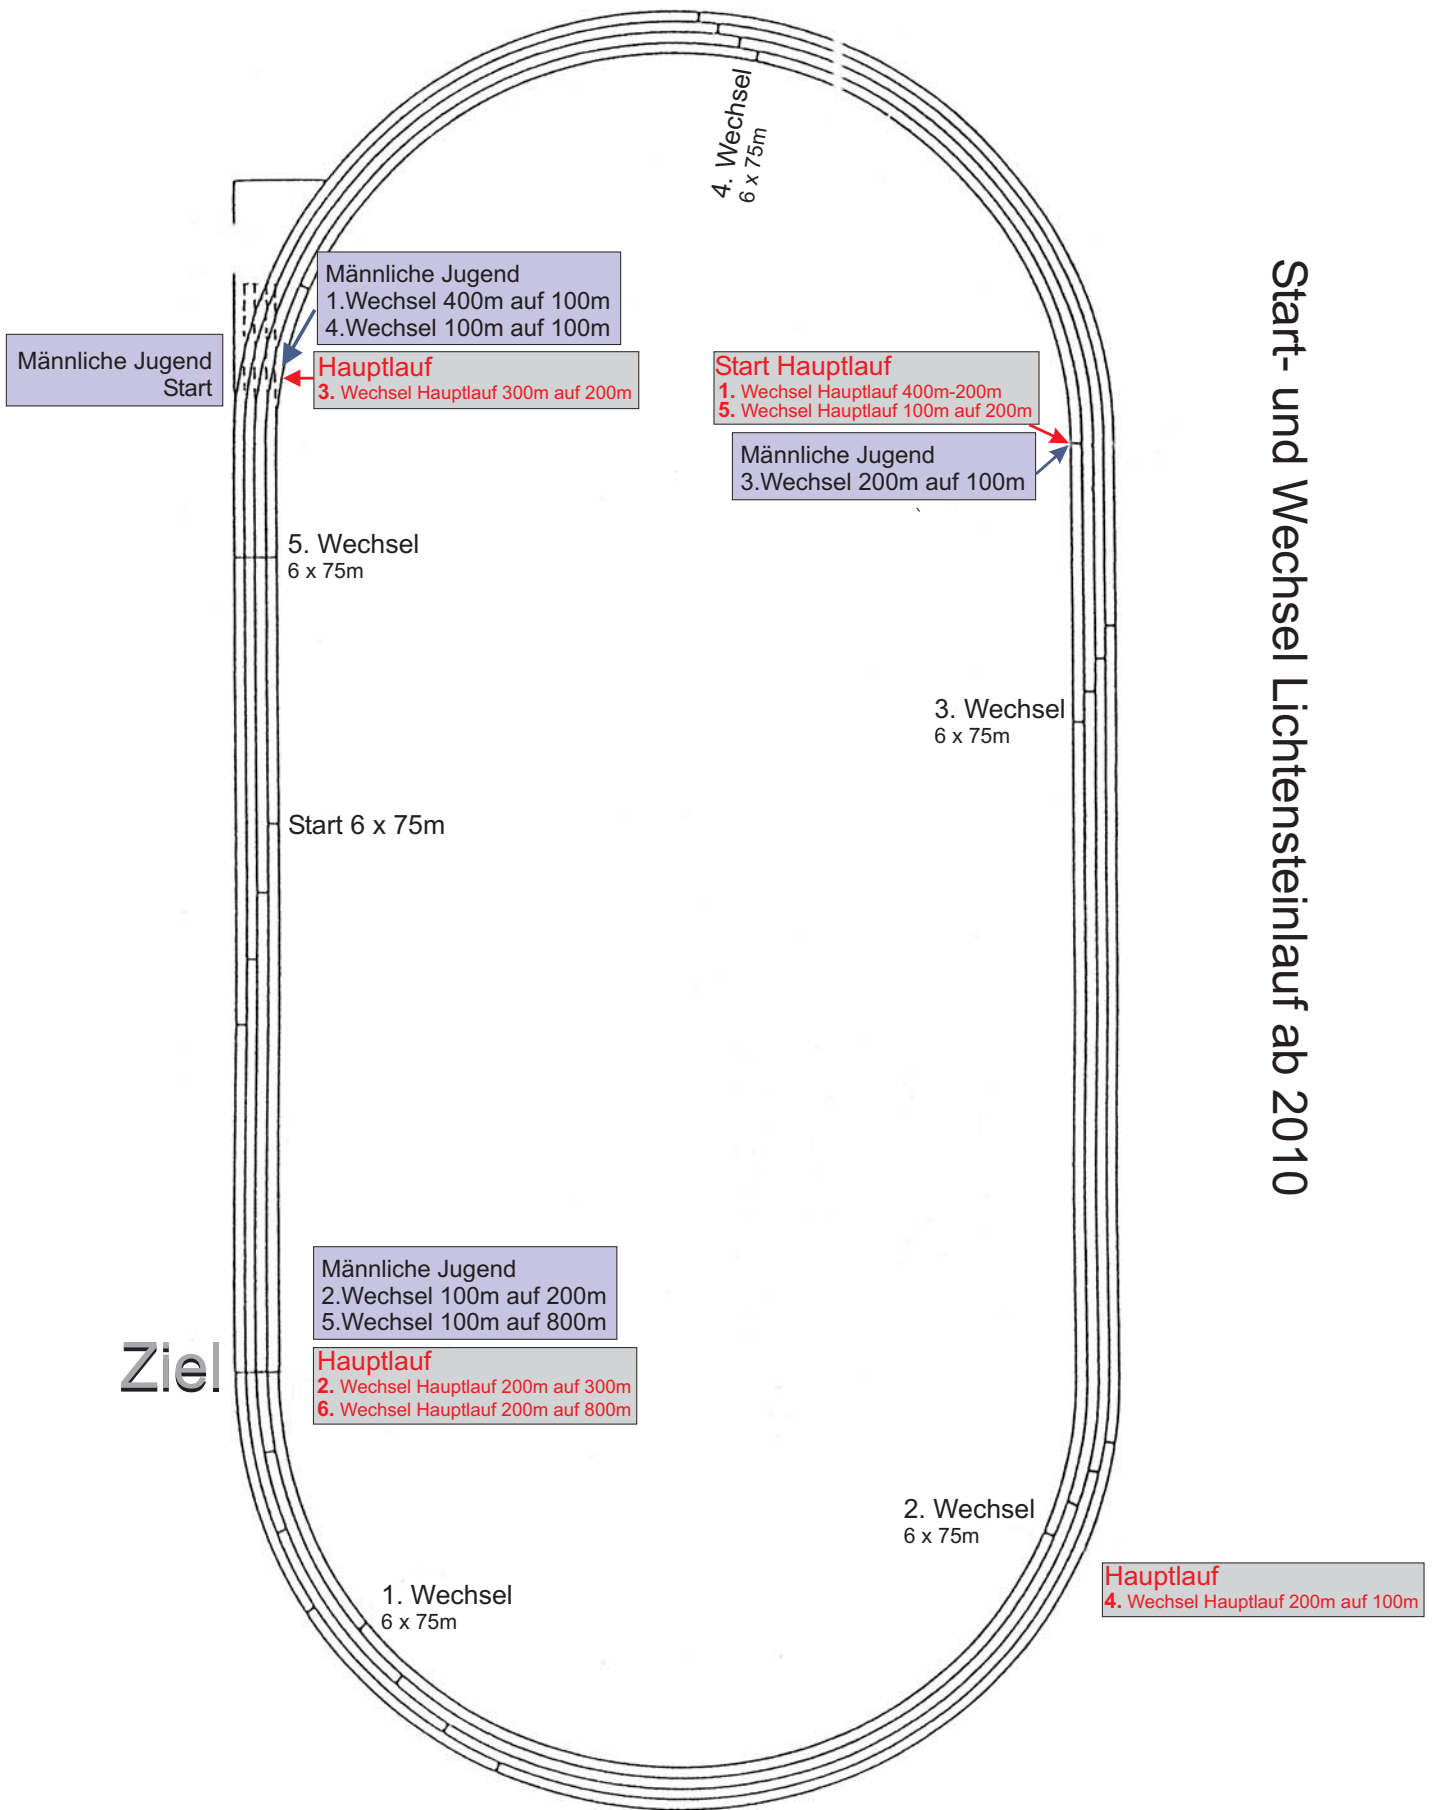 Start- und Wechsel Lichtensteinlauf ab 2010
4. Wechsel
6 x 75m
Männliche Jugend
1.Wechsel 400m auf 100m
4.Wechsel 100m auf 100m
Männliche Jugend
Start
Hauptlauf
3. Wechsel Hauptlauf 300m auf 200m
Start Hauptlauf
1. Wechsel Hauptlauf 400m-200m
5. Wechsel Hauptlauf 100m auf 200m
Männliche Jugend
3.Wechsel 200m auf 100m
5. Wechsel
6 x 75m
3. Wechsel
6 x 75m
Start 6 x 75m
Männliche Jugend
2.Wechsel 100m auf 200m
5.Wechsel 100m auf 800m
Ziel
Hauptlauf
2. Wechsel Hauptlauf 200m auf 300m
6. Wechsel Hauptlauf 200m auf 800m
2. Wechsel
6 x 75m
1. Wechsel
6 x 75m
Hauptlauf
4. Wechsel Hauptlauf 200m auf 100m